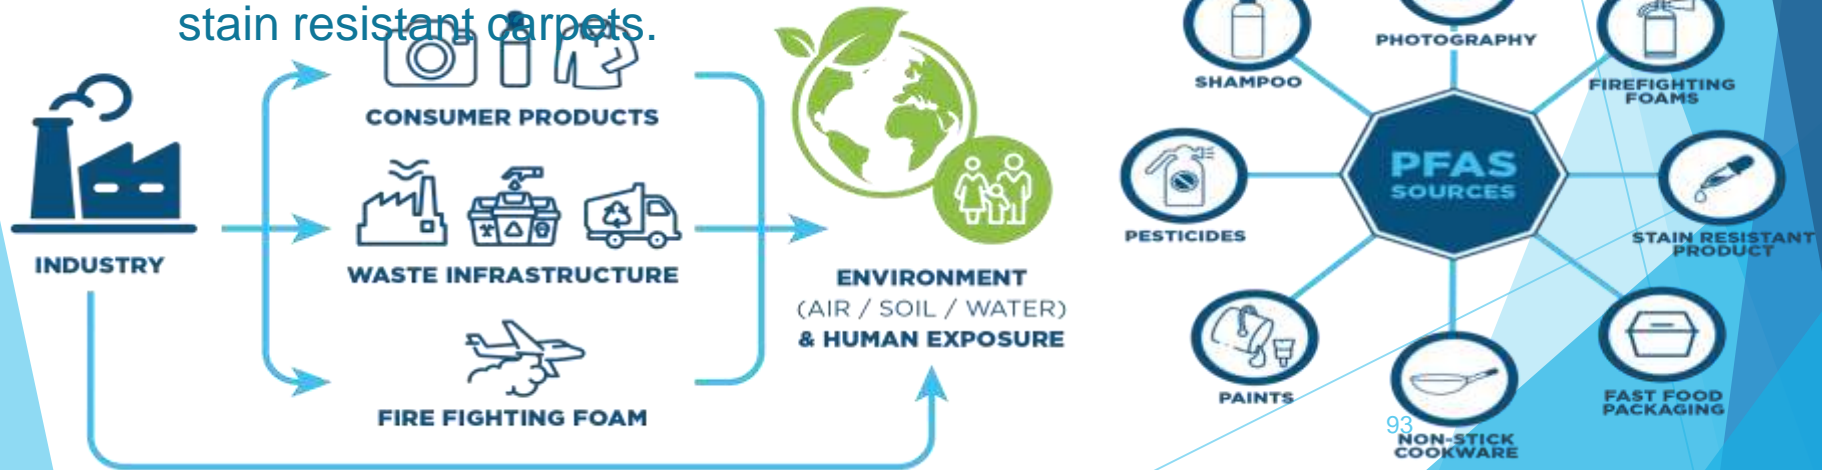 stain resistant carpets.
CONSUMER PRODUCTS
INDUSTRY
WASTE INFRASTRUCTURE
FIRE FIGHTING FOAM
ENVIRONMENT
(AIR / SOIL / WATER)
& HUMAN EXPOSURE
PHOTOGRAPHY
SHAMPOO
FIREFIGHTING
FOAMS
PFAS
SOURCES
PESTICIDES
STAIN RESISTANT
PRODUCT
PAINTS
FAST FOOD
PACKAGING
NON-STICK
COOKWARE
93